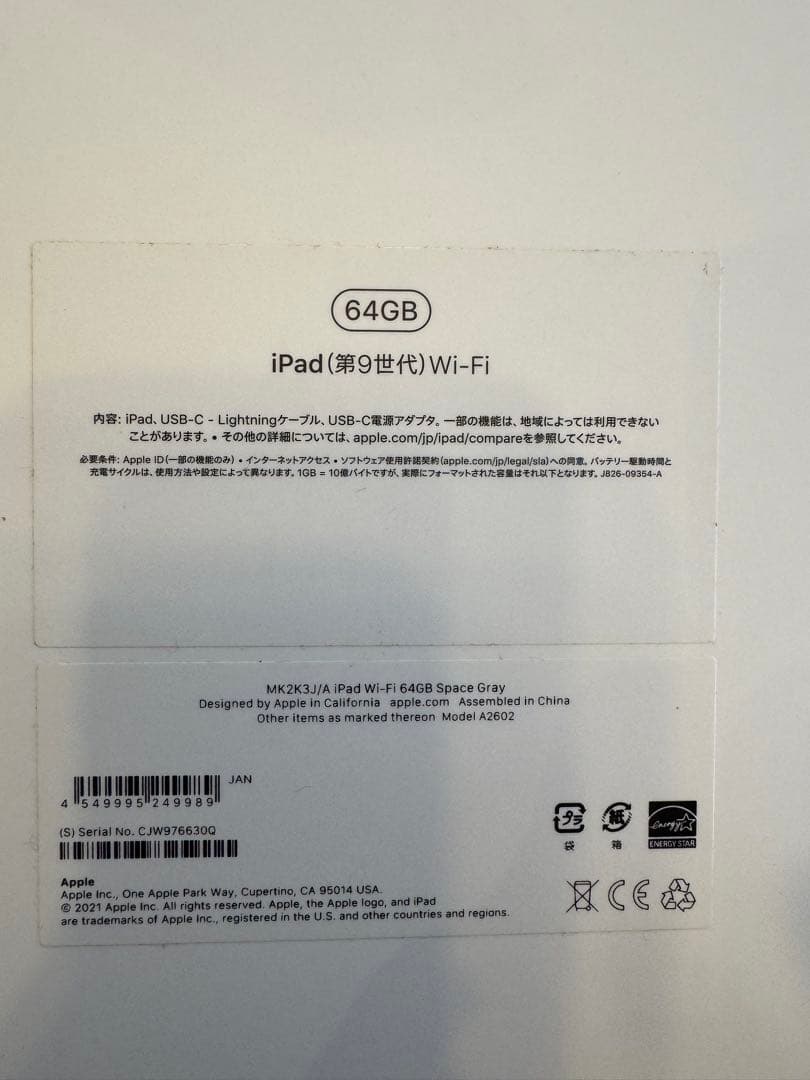 64GB
iPad(第9世代)Wi-Fi
内容: iPad、USB-C - Lightningケーブル、USB-C電源アダプタ。一部の機能は、地域によっては利用できない
ことがあります。• その他の詳細については、apple.com/jp/ipad/compareを参照してください。
必要条件: Apple ID(一部の機能のみ) • インターネットアクセス • ソフトウェア使用許諾契約(apple.com/jp/legal/sla)への同意。バッテリー駆動時間と
充電サイクルは、使用方法や設定によって異なります。1GB = 10億バイトですが、実際にフォーマットされた容量はそれ以下となります。J826-09354-A
MK2K3J/A iPad Wi-Fi 64GB Space Gray
Designed by Apple in California apple.com Assembled in China
Other items as marked thereon Model A2602
JAN
4 549995 249989
(S) Serial No. CJW976630Q
プラ
袋
紙
箱
energy
ENERGY STAR
Apple
Apple Inc., One Apple Park Way, Cupertino, CA 95014 USA.
© 2021 Apple Inc. All rights reserved. Apple, the Apple logo, and iPad
are trademarks of Apple Inc., registered in the U.S. and other countries and regions.
CE